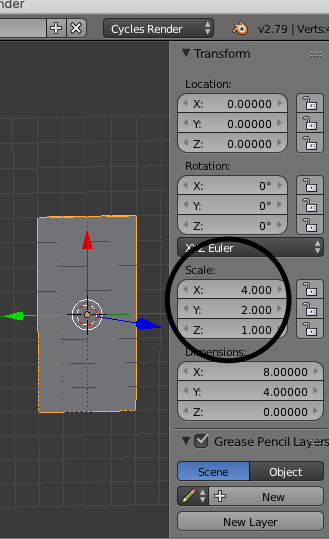 nder
Cycles Render
v2.79 | Verts:4
Transform
Location:
X: 0.00000
Y: 0.00000
Z: 0.00000
Rotation:
X: 0°
Y: 0°
Z: 0°
XYZ Euler
Scale:
X: 4.000
Y: 2.000
Z: 1.000
Dimensions:
X: 8.00000
Y: 4.00000
Z: 0.00000
Grease Pencil Layers
Scene Object
New
New Layer